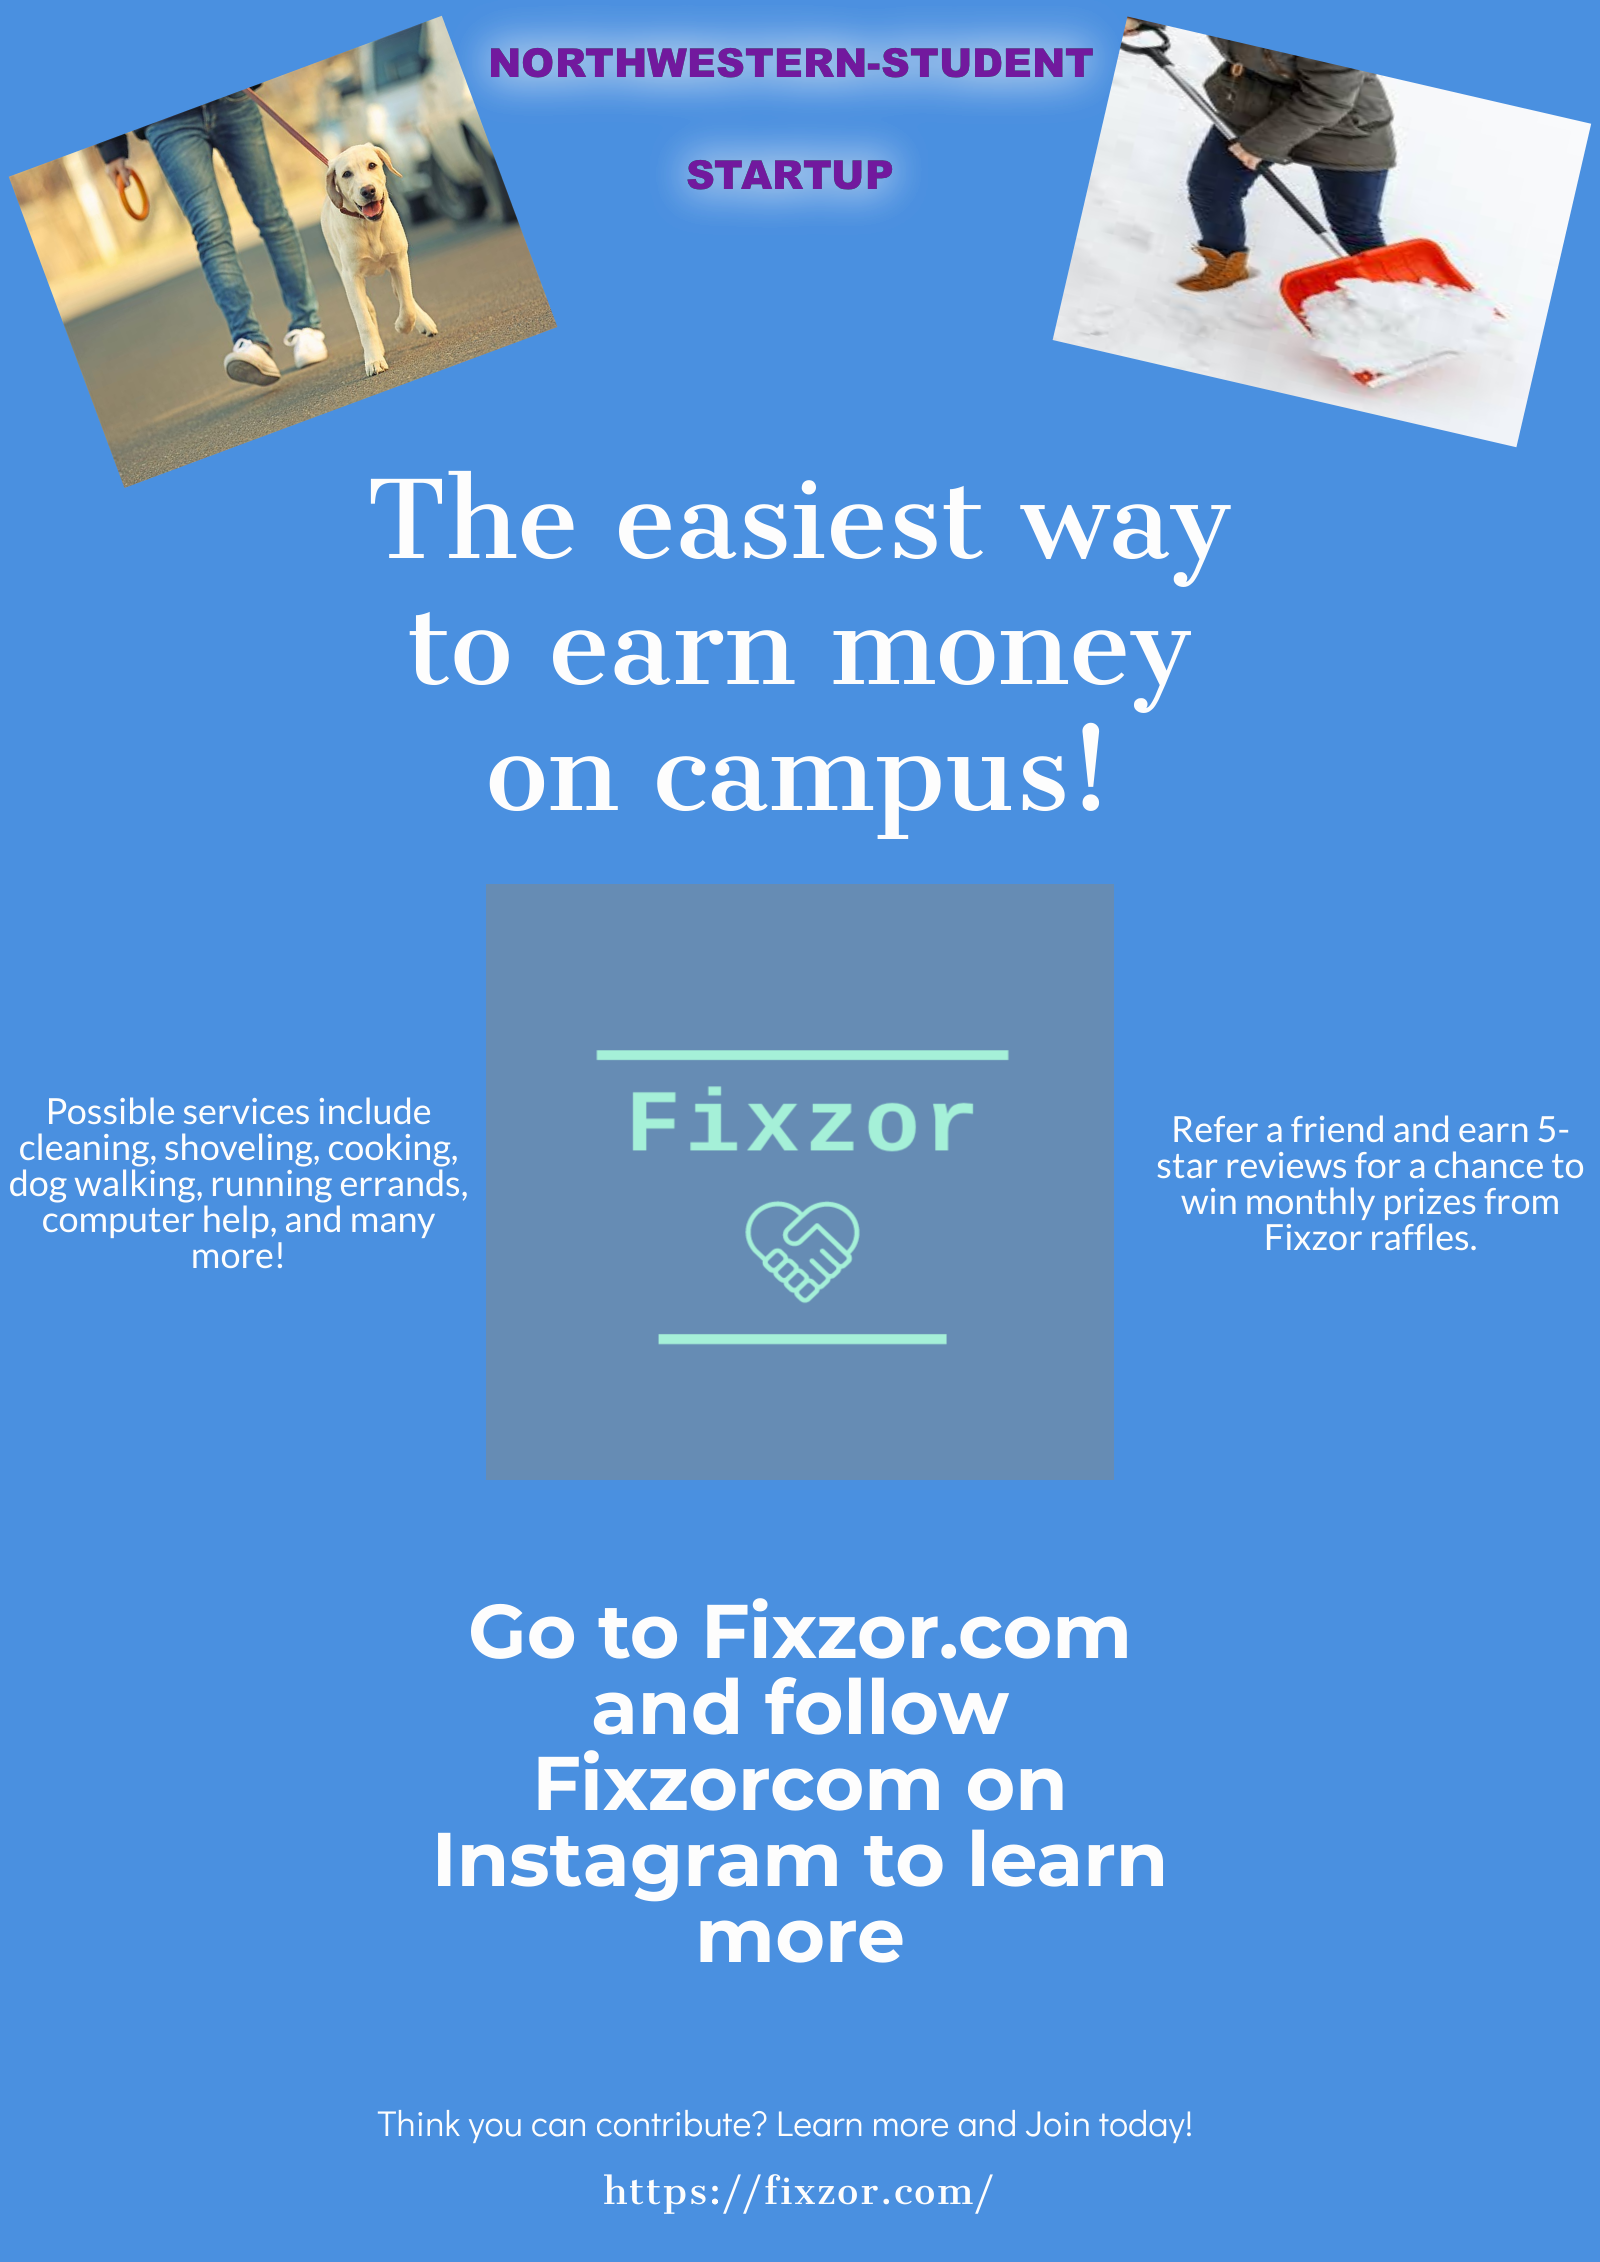 NORTHWESTERN-STUDENT
STARTUP
The easiest way
to earn money
on campus!
Possible services include
cleaning, shoveling, cooking,
dog walking, running errands,
computer help, and many
more!
Fixzor
Refer a friend and earn 5-
star reviews for a chance to
win monthly prizes from
Fixzor raffles.
Go to Fixzor.com
and follow
Fixzorcom on
Instagram to learn
more
Think you can contribute? Learn more and Join today!
https://fixzor.com/